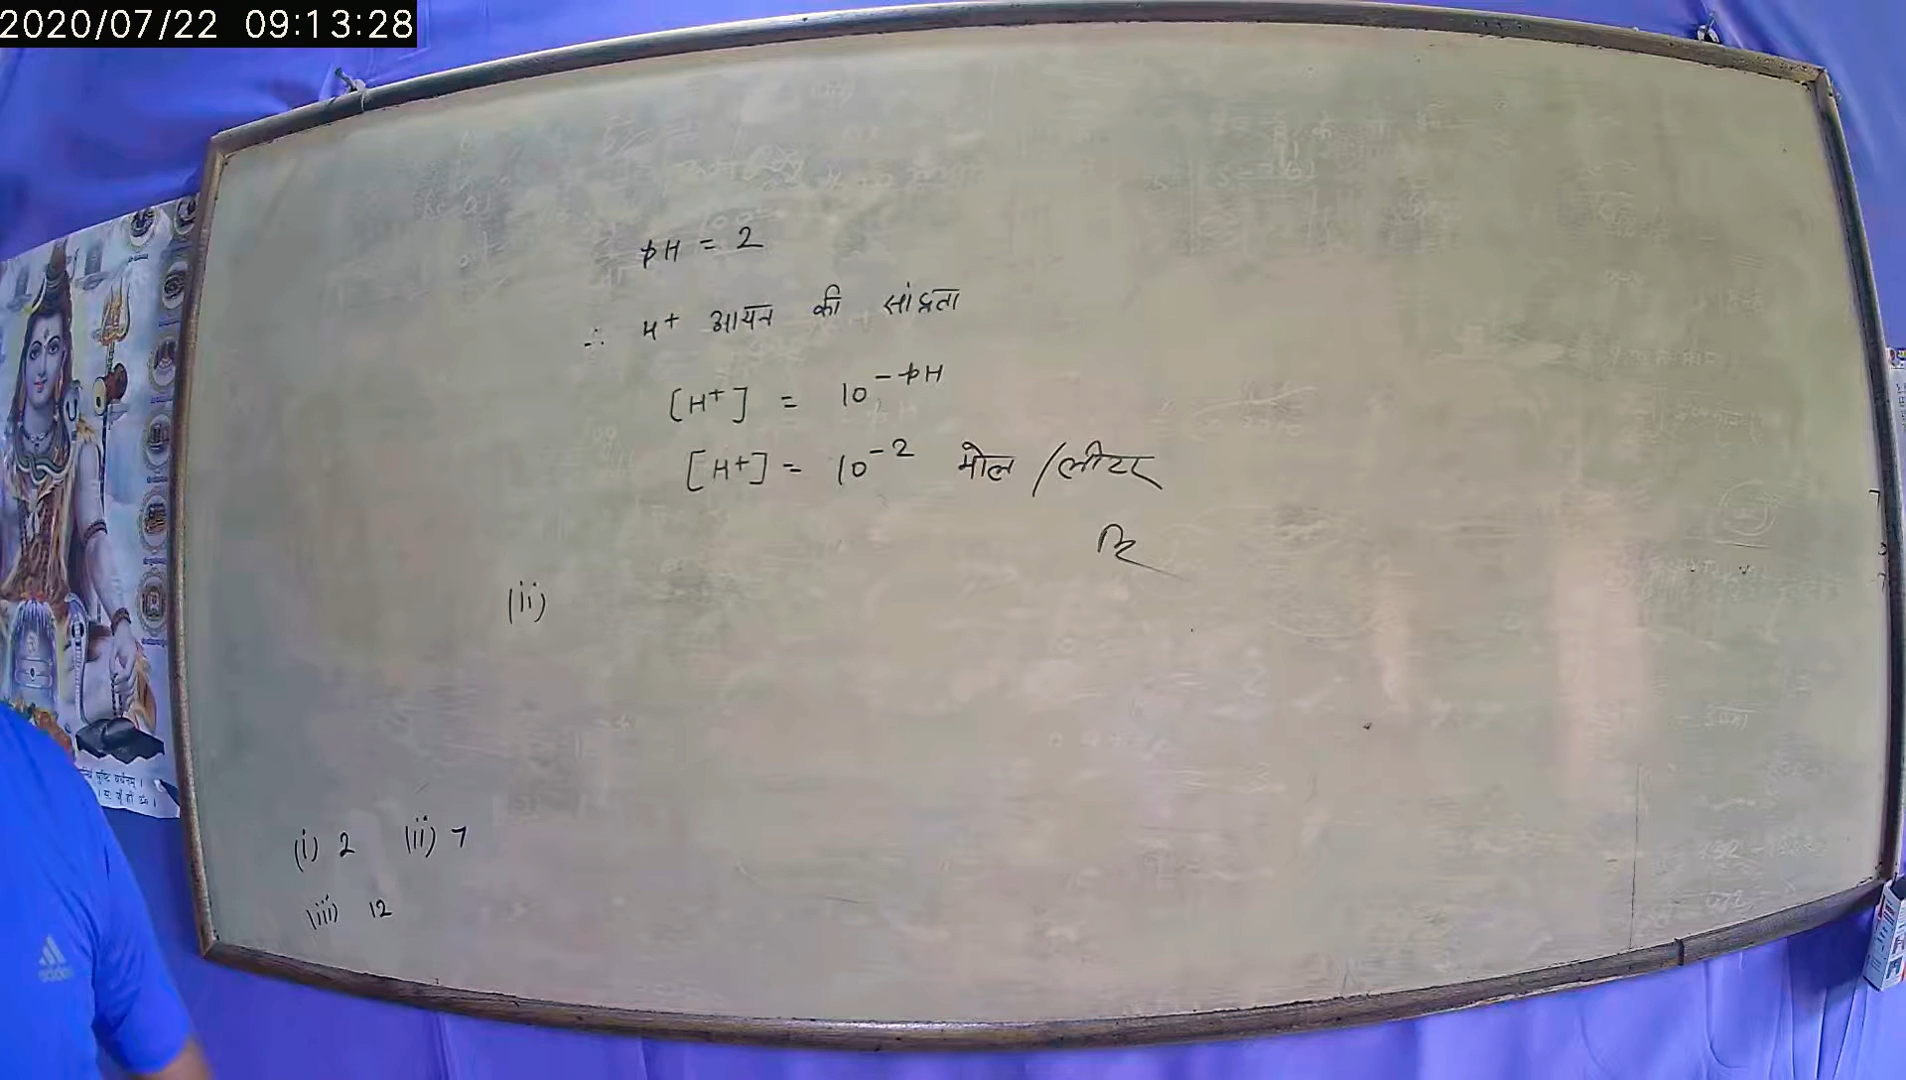 2020/07/22 09:13:28
pH = 2
∴ H⁺ आयन की सांद्रता
[H⁺] = 10⁻ᵖᴴ
[H⁺] = 10⁻² मोल /लीटर
(ii)
(i) 2 (ii) 7
(iii) 12
adidas